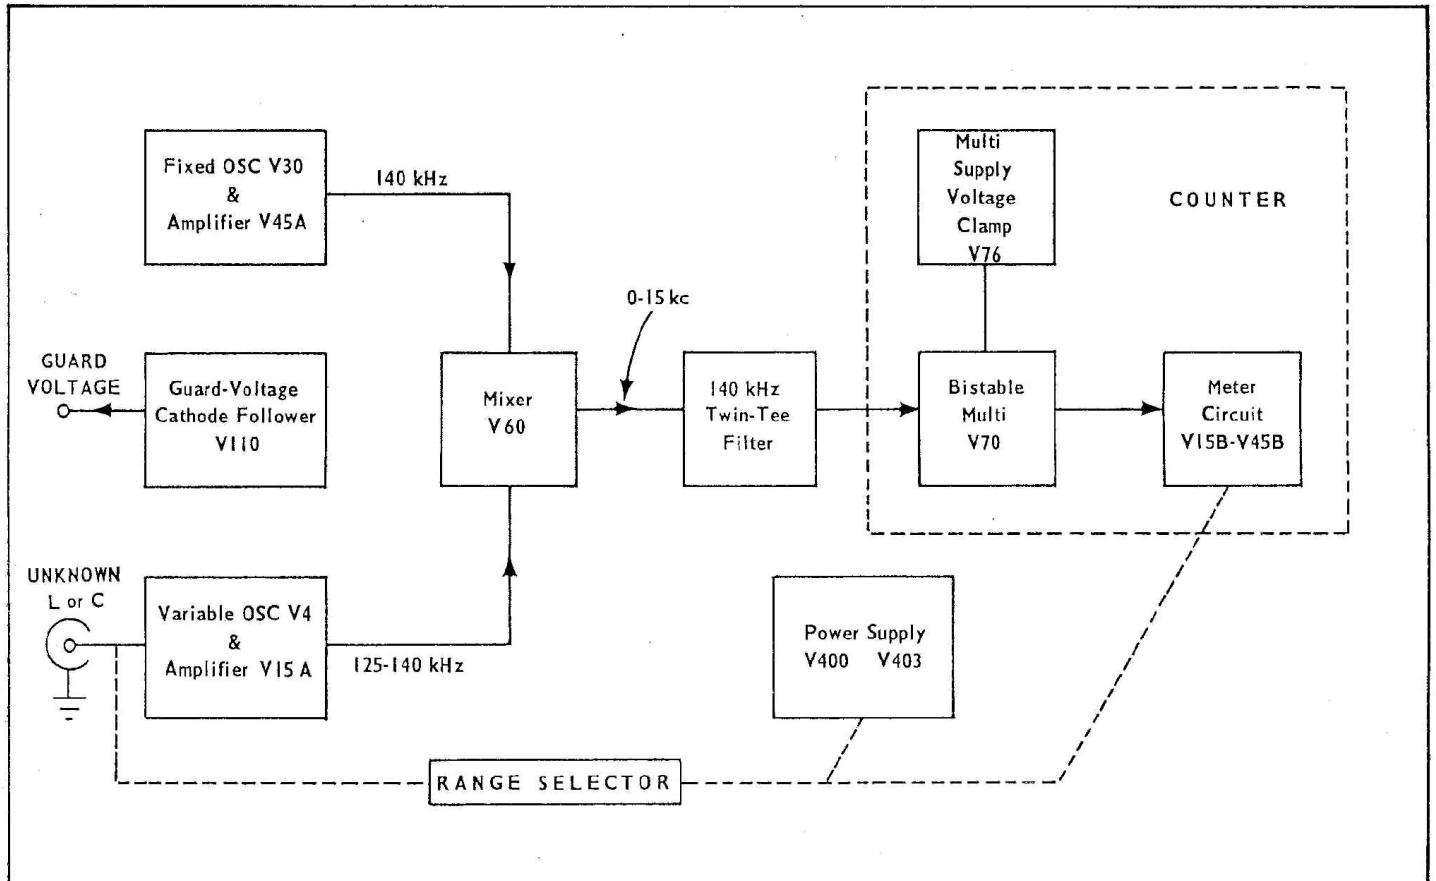 Fixed OSC V30
&
Amplifier V45A
140 kHz
Multi
Supply
Voltage
Clamp
V76
COUNTER
0-15 kc
GUARD
VOLTAGE
Guard-Voltage
Cathode Follower
V110
Mixer
V60
140 kHz
Twin-Tee
Filter
Bistable
Multi
V70
Meter
Circuit
V15B-V45B
UNKNOWN
L or C
Variable OSC V4
&
Amplifier V15A
125-140 kHz
Power Supply
V400 V403
RANGE SELECTOR